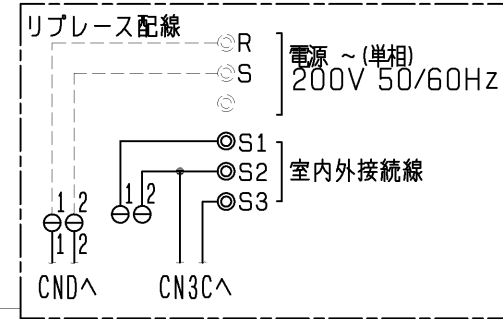 リプレース配線
R
S
電源 ~(単相)
200V 50/60Hz
S1
S2
S3
室内外接続線
1 2
1 2
1 2
CNDへ
CN3Cへ